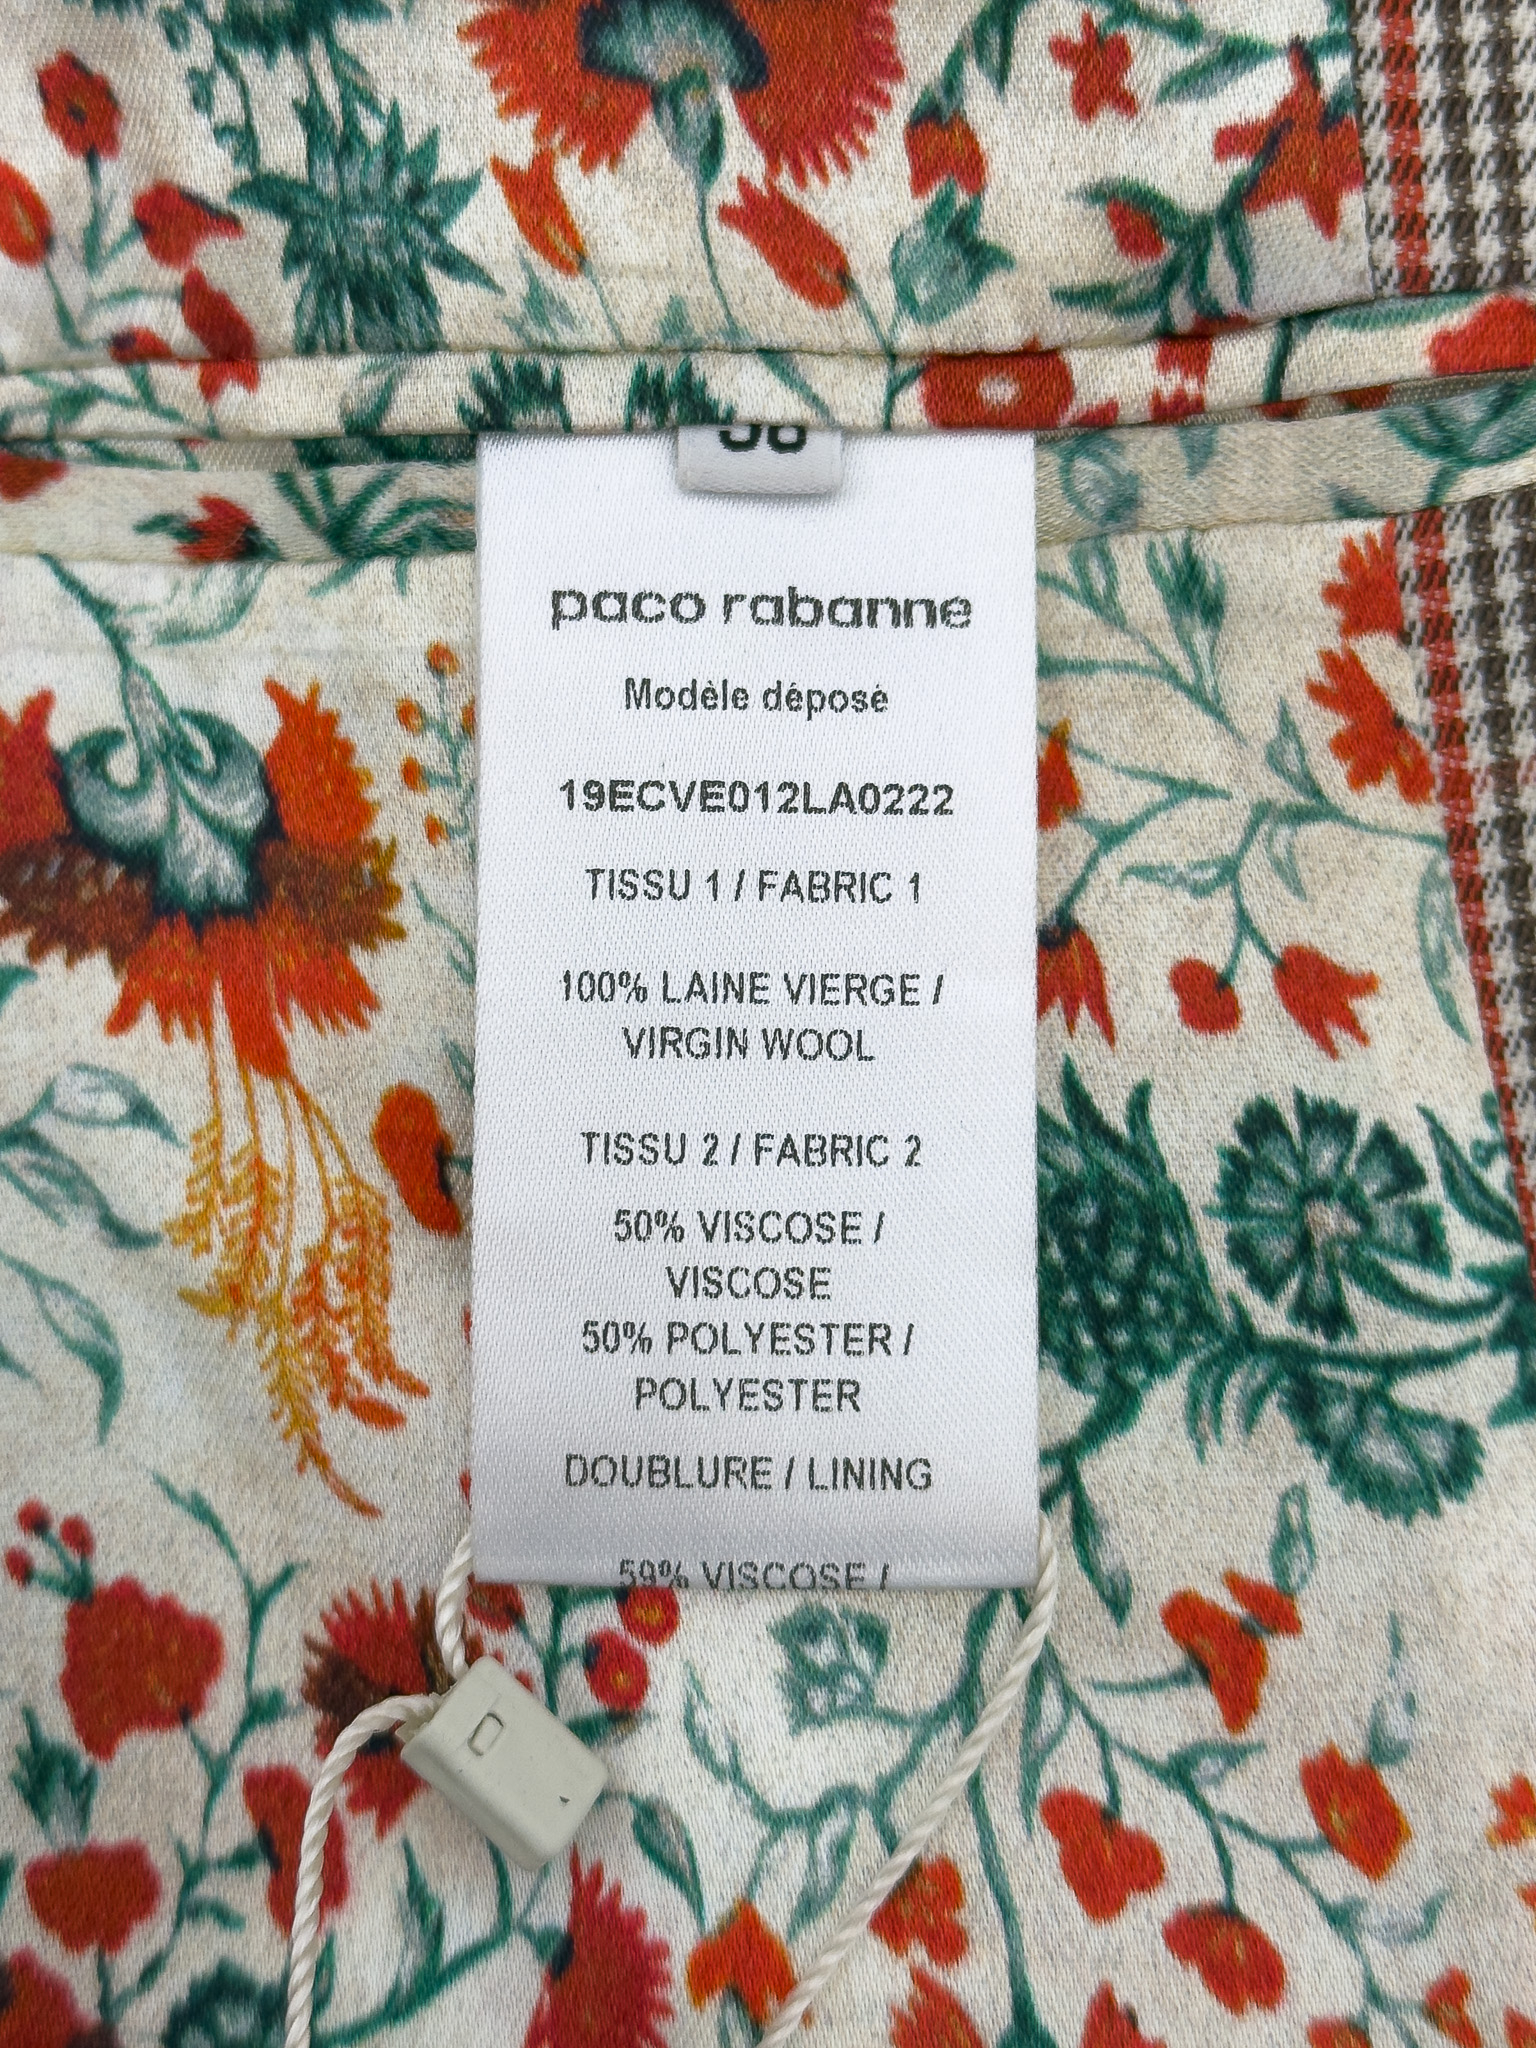 paco rabanne
Modèle déposé
19ECVE012LA0222
TISSU 1 / FABRIC 1
100% LAINE VIERGE /
VIRGIN WOOL
TISSU 2 / FABRIC 2
50% VISCOSE /
VISCOSE
50% POLYESTER /
POLYESTER
DOUBLURE / LINING
59% VISCOSE /